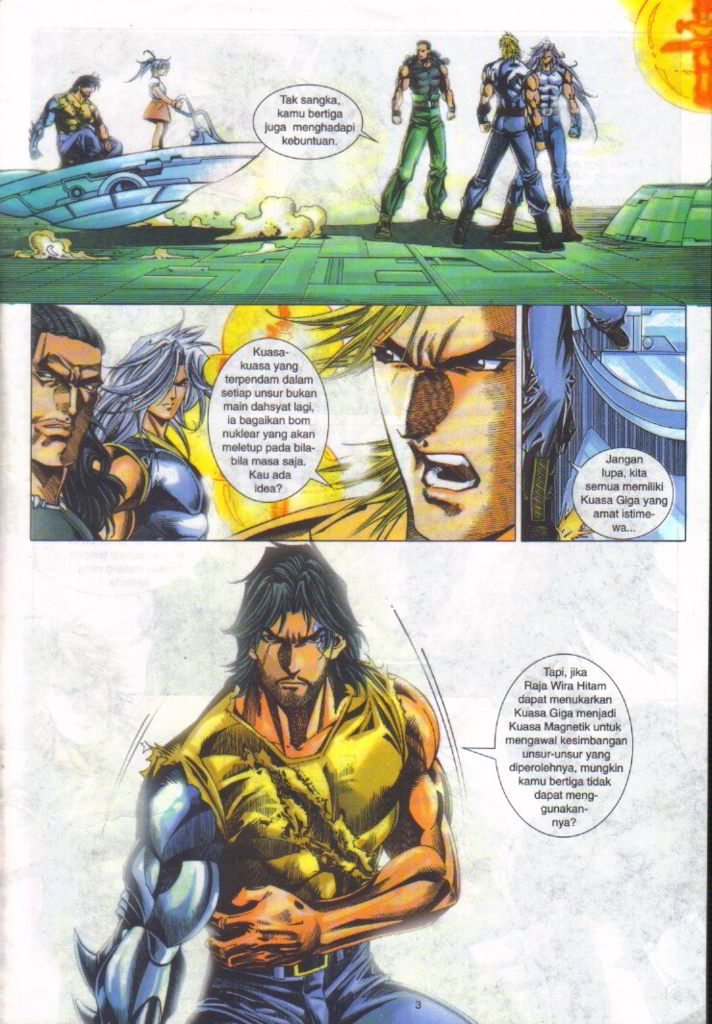 Tak sangka,
kamu bertiga
juga menghadapi
kebuntuan.
Kuasa-
kuasa yang
terpendam dalam
setiap unsur bukan
main dahsyat lagi,
ia bagaikan bom
nuklear yang akan
meletup pada bila-
bila masa saja.
Kau ada
idea?
Jangan
lupa, kita
semua memiliki
Kuasa Giga yang
amat istime-
wa...
Tapi, jika
Raja Wira Hitam
dapat menukarkan
Kuasa Giga menjadi
Kuasa Magnetik untuk
mengawal kesimbangan
unsur-unsur yang
diperolehnya, mungkin
kamu bertiga tidak
dapat meng-
gunakan-
nya?
3